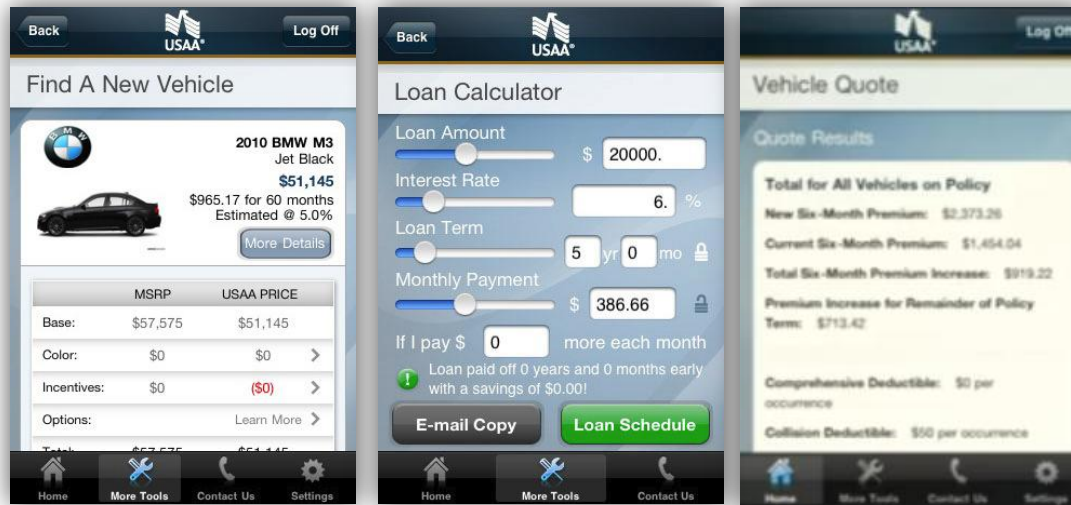 Back
USAA®
Log Off
Find A New Vehicle
BMW
2010 BMW M3
Jet Black
$51,145
$965.17 for 60 months
Estimated @ 5.0%
More Details
MSRP USAA PRICE
Base: $57,575 $51,145
Color: $0 $0
Incentives: $0 ($0)
Options: Learn More
Total: $57,575 $51,145
Home More Tools Contact Us Settings
Back
USAA®
Loan Calculator
Loan Amount
$ 20000.
Interest Rate
6. %
Loan Term
5 yr 0 mo
Monthly Payment
$ 386.66
If I pay $ 0 more each month
Loan paid off 0 years and 0 months early
with a savings of $0.00!
E-mail Copy Loan Schedule
Home More Tools Contact Us
USAA®
Log Off
Vehicle Quote
Quote Results
Total for All Vehicles on Policy
New Six-Month Premium: $2,373.26
Current Six-Month Premium: $1,454.04
Total Six-Month Premium Increase: $919.22
Premium Increase for Remainder of Policy
Term: $713.42
Comprehensive Deductible: $0 per
occurrence
Collision Deductible: $50 per occurrence
Home More Tools Contact Us Settings